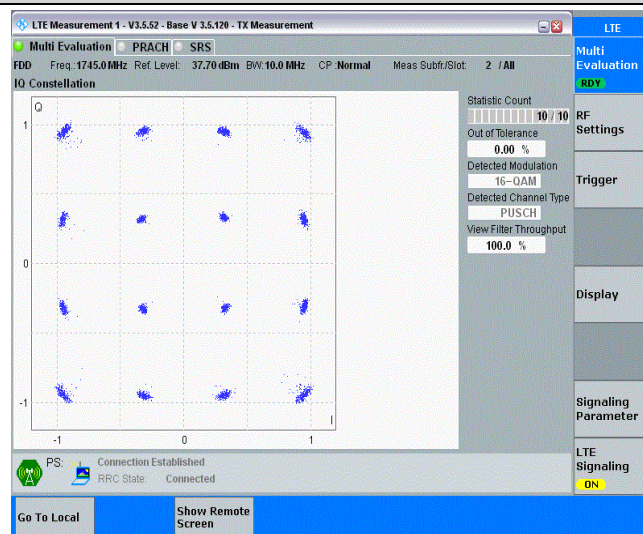 LTE Measurement 1 - V3.5.52 - Base V 3.5.120 - TX Measurement
LTE
Multi Evaluation PRACH SRS
Multi
Evaluation
RDY
FDD Freq.: 1745.0 MHz Ref. Level: 37.70 dBm BW: 10.0 MHz CP: Normal Meas Subfr./Slot: 2 / All
IQ Constellation
Statistic Count
10 / 10
Out of Tolerance
0.00 %
Detected Modulation
16-QAM
Detected Channel Type
PUSCH
View Filter Throughput
100.0 %
RF
Settings
Trigger
Display
Signaling
Parameter
LTE
Signaling
ON
Q
1
0
-1
I
-1 0 1
PS: Connection Established
RRC State: Connected
Go To Local
Show Remote
Screen